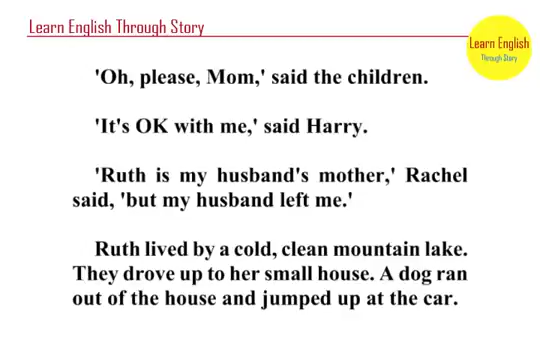 Learn English Through Story
Learn English
Through Story
'Oh, please, Mom,' said the children.
'It's OK with me,' said Harry.
'Ruth is my husband's mother,' Rachel
said, 'but my husband left me.'
Ruth lived by a cold, clean mountain lake.
They drove up to her small house. A dog ran
out of the house and jumped up at the car.